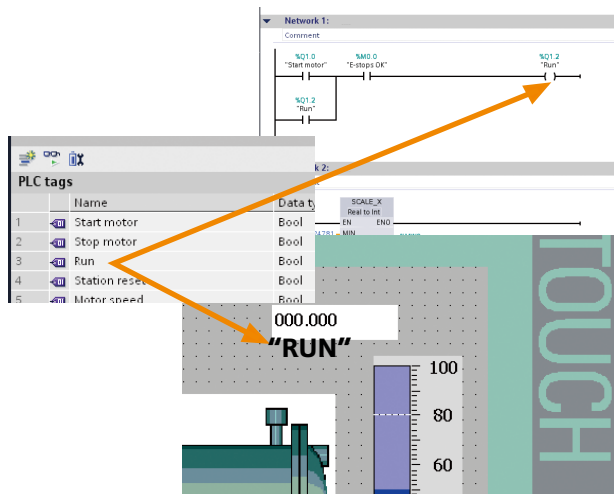 Network 1:
Comment
%Q1.0 %M0.0 %Q1.2
"Start motor" "E-stops OK" "Run"
%Q1.2
"Run"
k 2:
SCALE_X
Real to Int
EN ENO
MIN
PLC tags
Name Data ty
1 Start motor Bool
2 Stop motor Bool
3 Run Bool
4 Station reset Bool
5 Motor speed Bool
000.000
"RUN"
100
80
60
TOUCH